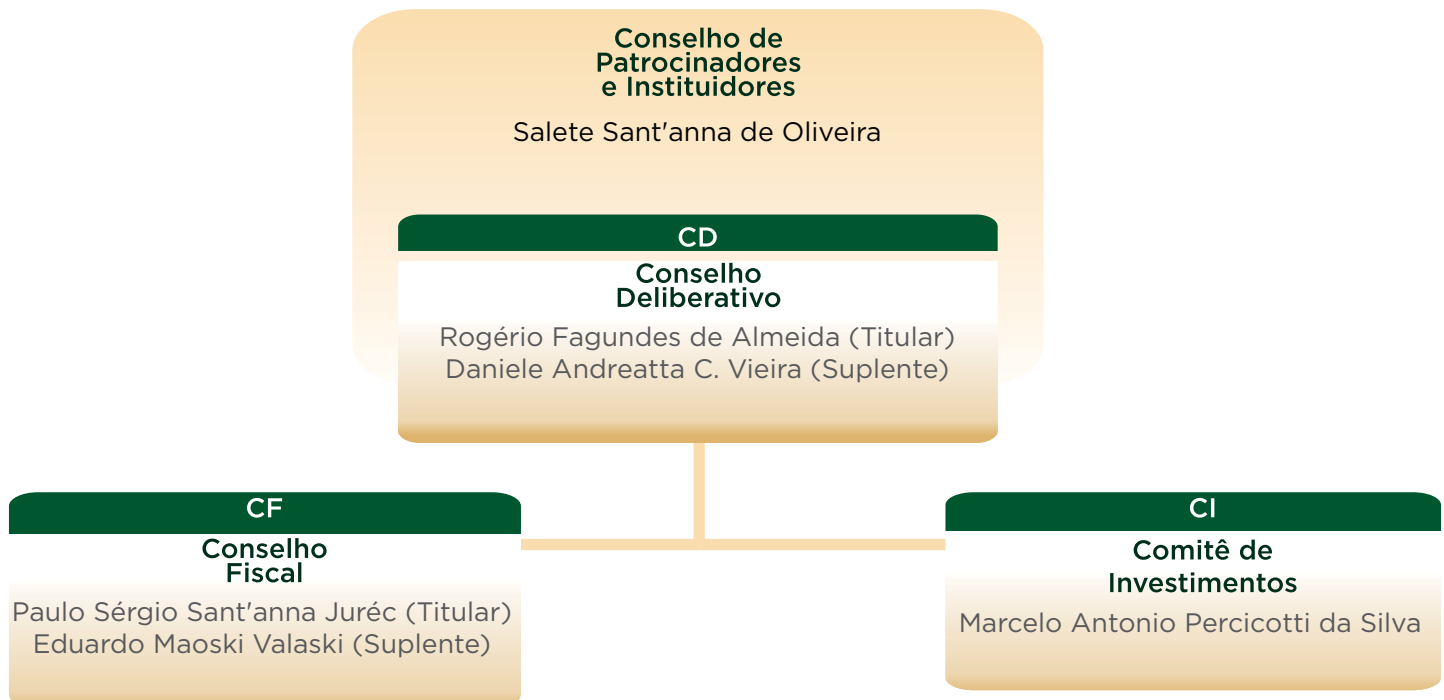 Conselho de
Patrocinadores
e Instituidores
Salete Sant'anna de Oliveira
CD
Conselho
Deliberativo
Rogério Fagundes de Almeida (Titular)
Daniele Andreatta C. Vieira (Suplente)
CF
Conselho
Fiscal
Paulo Sérgio Sant'anna Juréc (Titular)
Eduardo Maoski Valaski (Suplente)
CI
Comitê de
Investimentos
Marcelo Antonio Percicotti da Silva